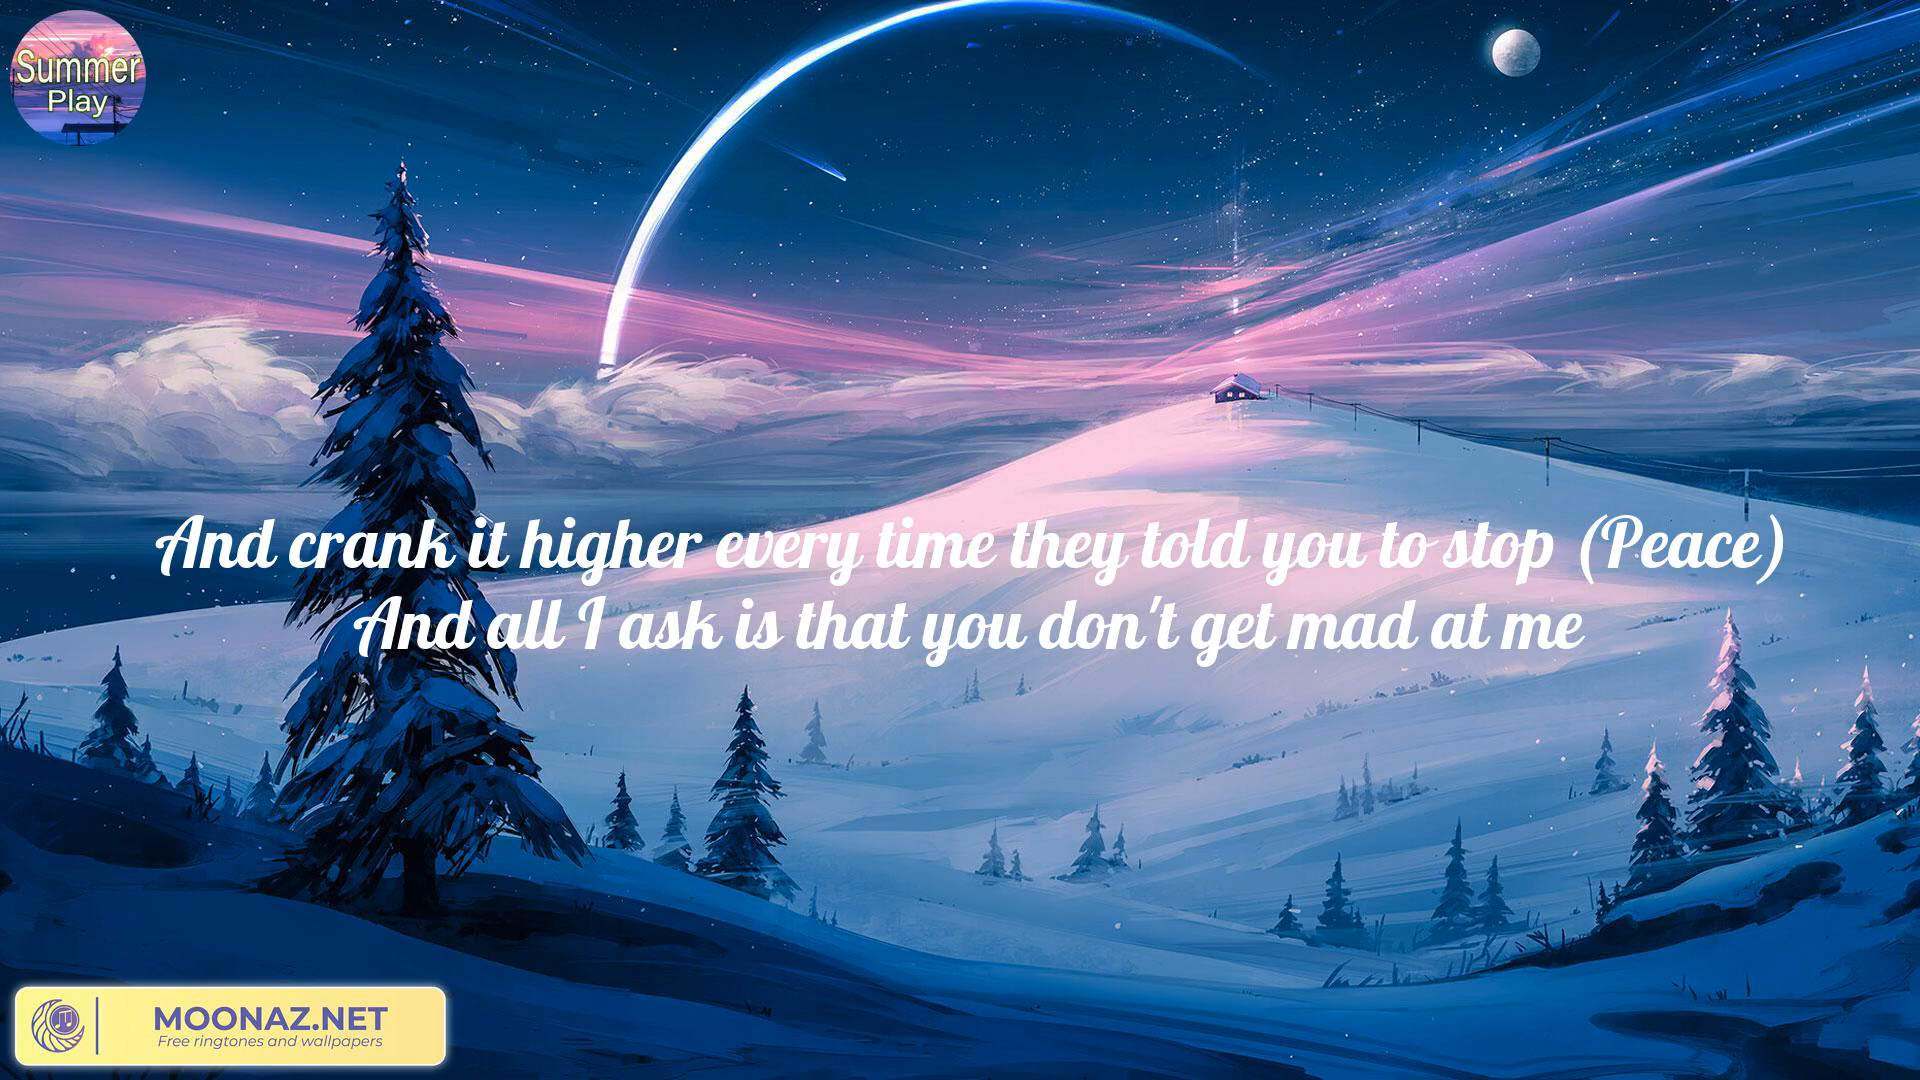 Summer
Play
And crank it higher every time they told you to stop (Peace)
And all I ask is that you don't get mad at me
MOONAZ.NET
Free ringtones and wallpapers